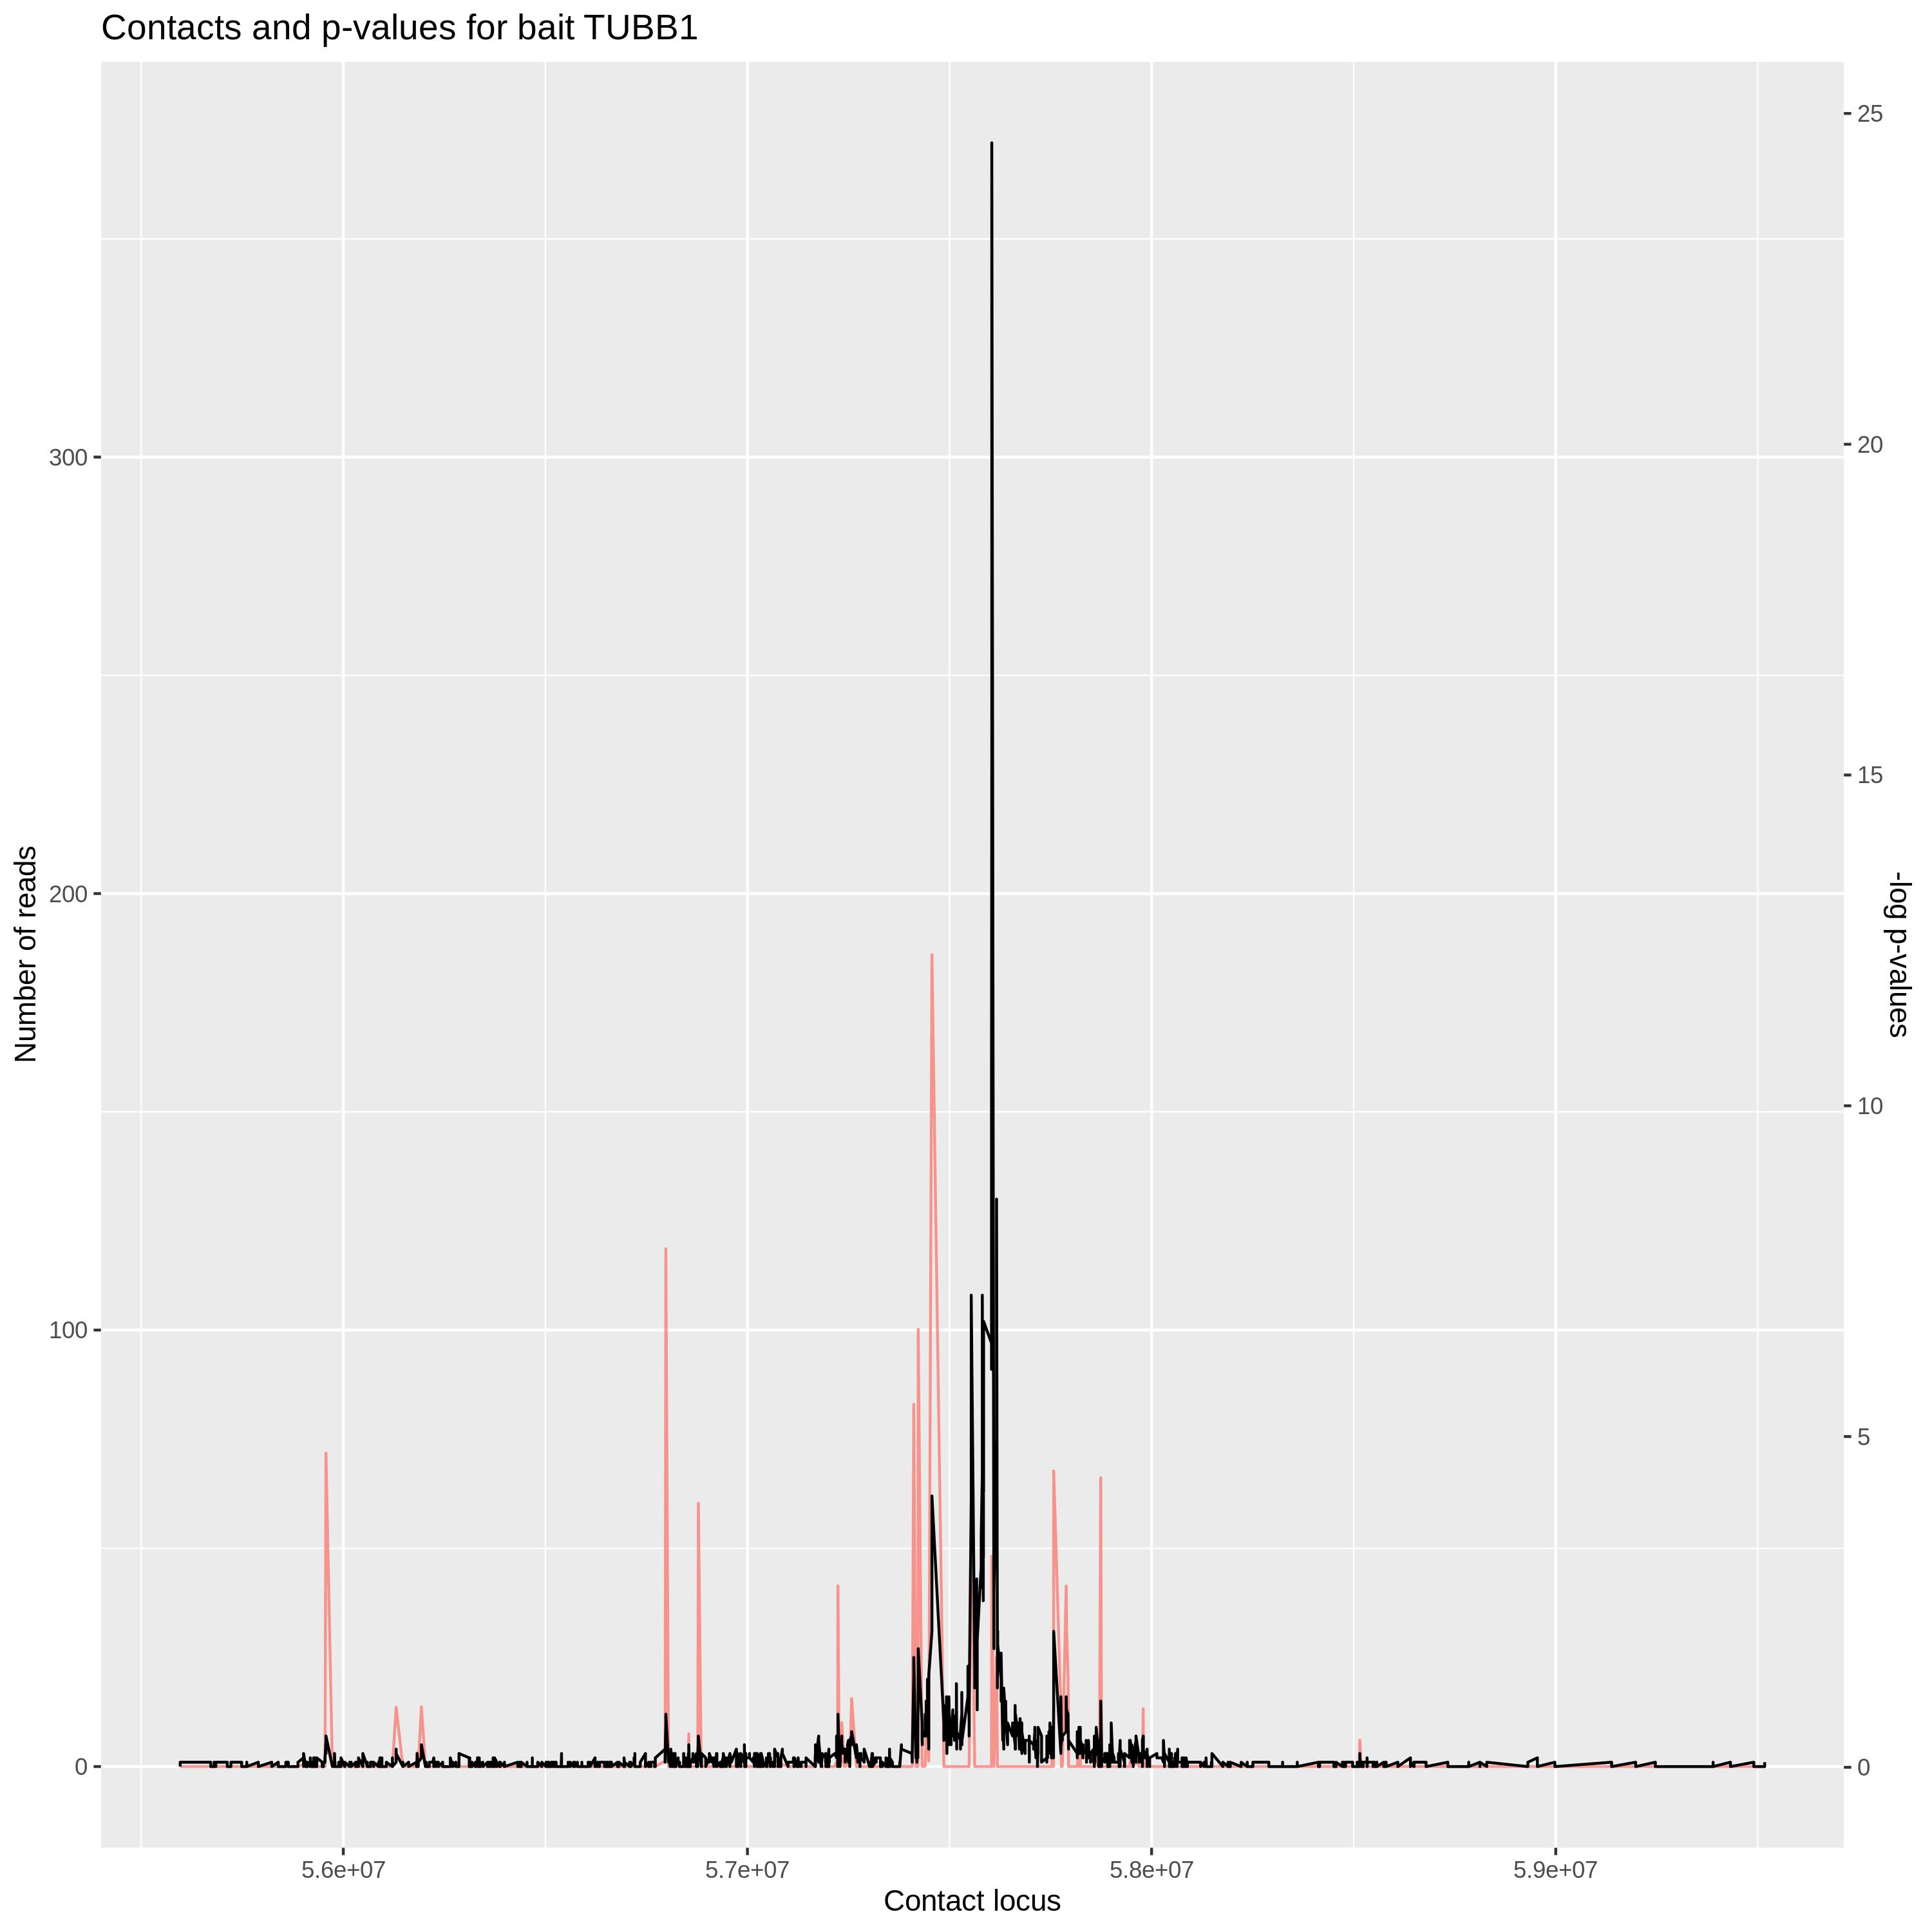 Contacts and p-values for bait TUBB1
Number of reads
300
200
100
0
25
20
15
10
5
0
-log p-values
5.6e+07
5.7e+07
5.8e+07
5.9e+07
Contact locus